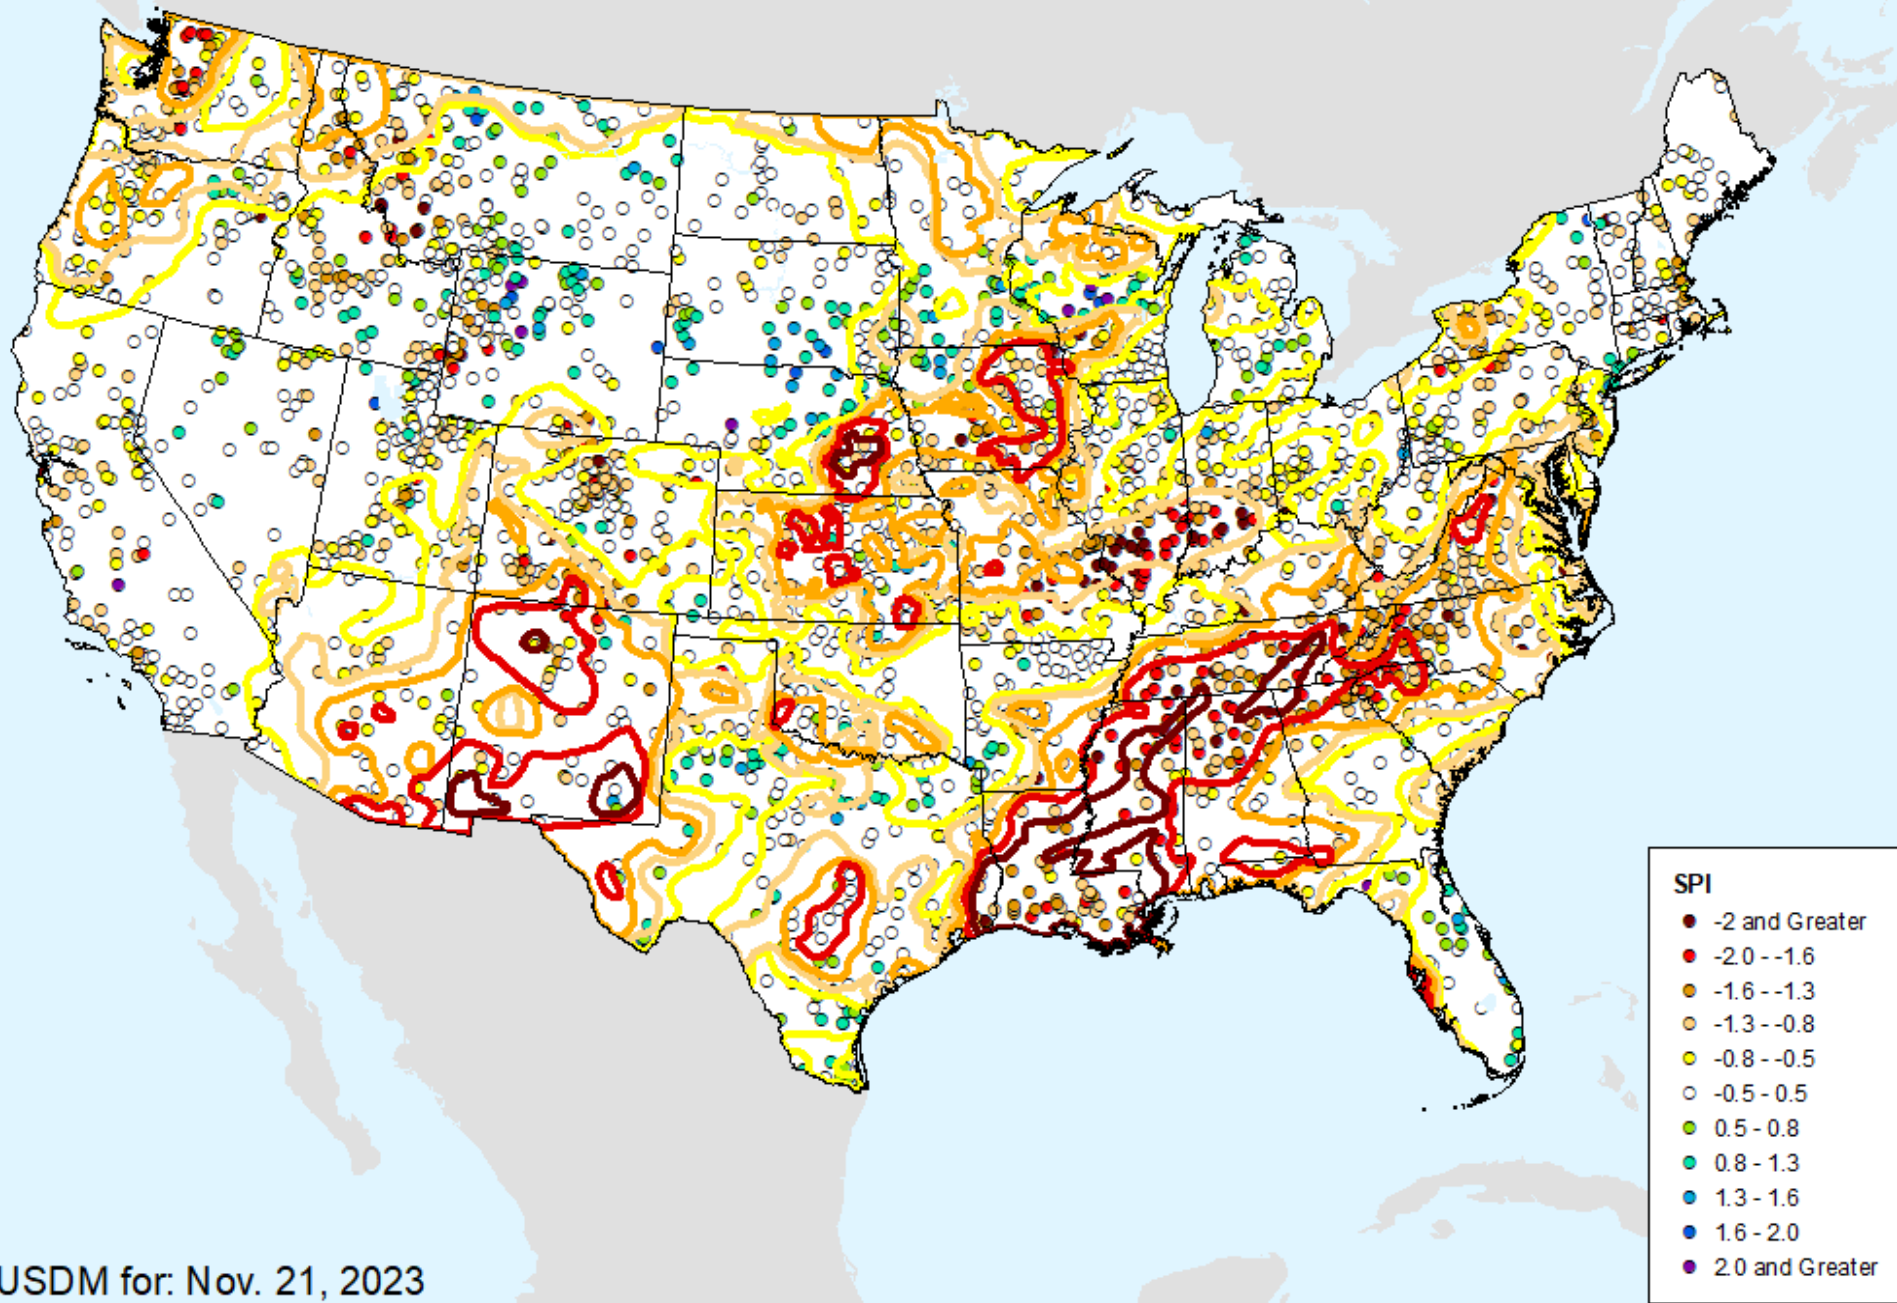 SPI
-2 and Greater
-2.0 - -1.6
-1.6 - -1.3
-1.3 - -0.8
-0.8 - -0.5
-0.5 - 0.5
0.5 - 0.8
0.8 - 1.3
1.3 - 1.6
1.6 - 2.0
2.0 and Greater
USDM for: Nov. 21, 2023